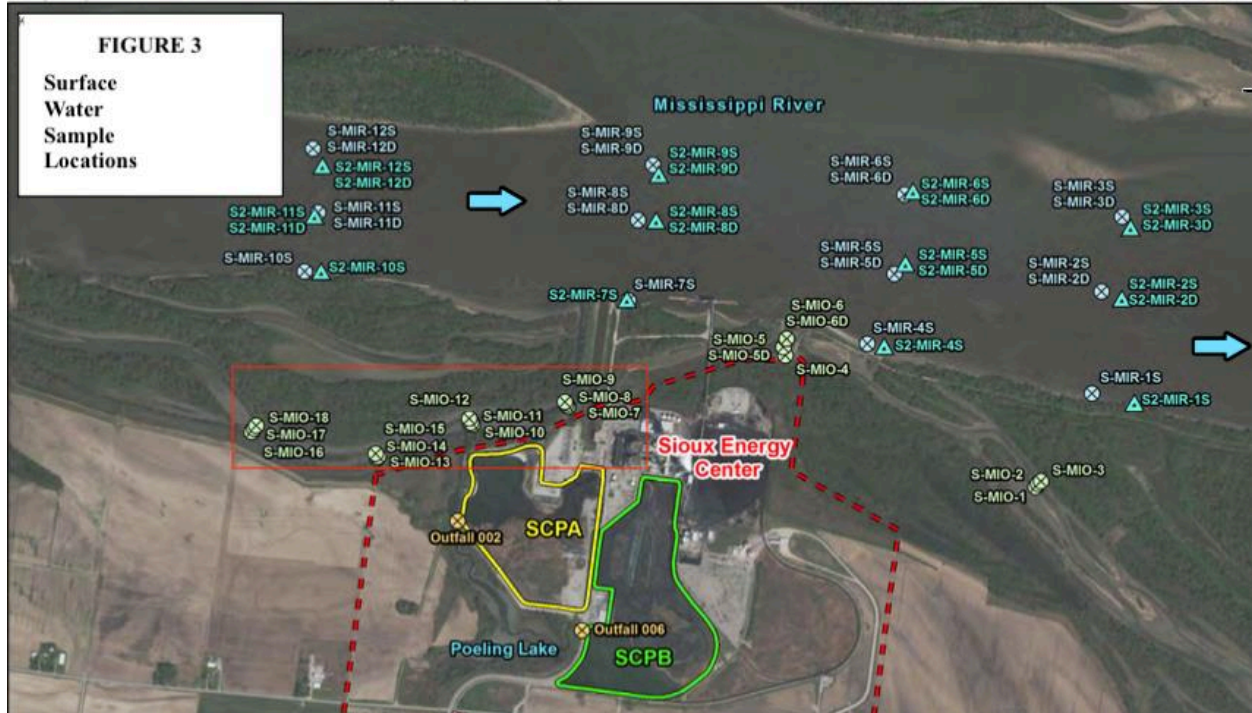 FIGURE 3
Surface
Water
Sample
Locations
Mississippi River
S-MIR-12S
S-MIR-12D
S2-MIR-12S
S2-MIR-12D
S2-MIR-11S
S2-MIR-11D
S-MIR-11S
S-MIR-11D
S-MIR-10S
S2-MIR-10S
S-MIR-9S
S-MIR-9D
S2-MIR-9S
S2-MIR-9D
S-MIR-8S
S-MIR-8D
S2-MIR-8S
S2-MIR-8D
S2-MIR-7S
S-MIR-7S
S-MIR-6S
S-MIR-6D
S2-MIR-6S
S2-MIR-6D
S-MIR-5S
S-MIR-5D
S2-MIR-5S
S2-MIR-5D
S-MIR-4S
S2-MIR-4S
S-MIR-3S
S-MIR-3D
S2-MIR-3S
S2-MIR-3D
S-MIR-2S
S-MIR-2D
S2-MIR-2S
S2-MIR-2D
S-MIR-1S
S2-MIR-1S
S-MIO-6
S-MIO-6D
S-MIO-5
S-MIO-5D
S-MIO-4
S-MIO-9
S-MIO-8
S-MIO-7
S-MIO-12
S-MIO-11
S-MIO-10
S-MIO-15
S-MIO-14
S-MIO-13
S-MIO-18
S-MIO-17
S-MIO-16
S-MIO-2
S-MIO-1
S-MIO-3
Sioux Energy
Center
SCPA
Outfall 002
Outfall 006
Poeling Lake
SCPB